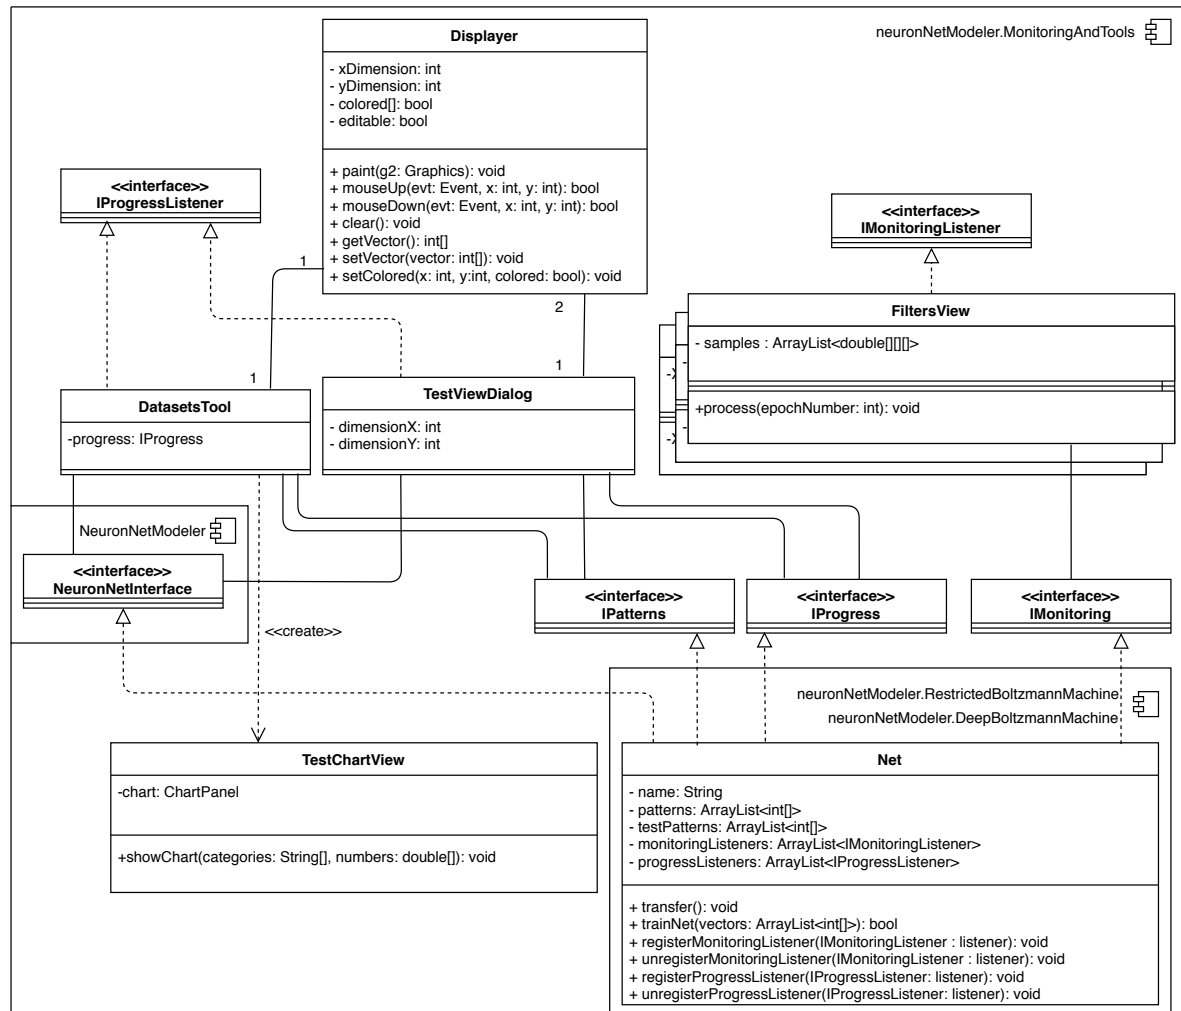 neuronNetModeler.MonitoringAndTools
Displayer
- xDimension: int
- yDimension: int
- colored[]: bool
- editable: bool
+ paint(g2: Graphics): void
+ mouseUp(evt: Event, x: int, y: int): bool
+ mouseDown(evt: Event, x: int, y: int): bool
+ clear(): void
+ getVector(): int[]
+ setVector(vector: int[]): void
+ setColored(x: int, y:int, colored: bool): void
<<interface>>
IProgressListener
<<interface>>
IMonitoringListener
1
2
1
1
FiltersView
- samples : ArrayList<double[][][]>
+process(epochNumber: int): void
-
-X
-
-X
DatasetsTool
-progress: IProgress
TestViewDialog
- dimensionX: int
- dimensionY: int
NeuronNetModeler
<<interface>>
NeuronNetInterface
<<interface>>
IPatterns
<<interface>>
IProgress
<<interface>>
IMonitoring
<<create>>
neuronNetModeler.RestrictedBoltzmannMachine
neuronNetModeler.DeepBoltzmannMachine
TestChartView
-chart: ChartPanel
+showChart(categories: String[], numbers: double[]): void
Net
- name: String
- patterns: ArrayList<int[]>
- testPatterns: ArrayList<int[]>
- monitoringListeners: ArrayList<IMonitoringListener>
- progressListeners: ArrayList<IProgressListener>
+ transfer(): void
+ trainNet(vectors: ArrayList<int[]>): bool
+ registerMonitoringListener(IMonitoringListener : listener): void
+ unregisterMonitoringListener(IMonitoringListener : listener): void
+ registerProgressListener(IProgressListener: listener): void
+ unregisterProgressListener(IProgressListener: listener): void